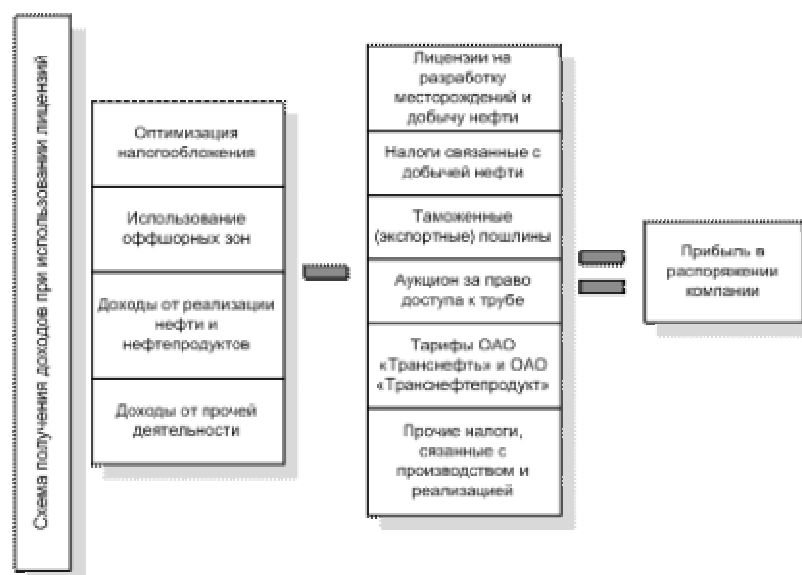 Схема получения доходов при использовании лицензий
Оптимизация
налогообложения
Использование
оффшорных зон
Доходы от реализации
нефти и
нефтепродуктов
Доходы от прочей
деятельности
Лицензии на
разработку
месторождений и
добычу нефти
Налоги связанные с
добычей нефти
Таможенные
(экспортные) пошлины
Аукцион за право
доступа к трубе
Тарифы ОАО
«Транснефть» и ОАО
«Транснефтепродукт»
Прочие налоги,
сязанные с
производством и
реализацией
Прибыль в
распоряжении
компании